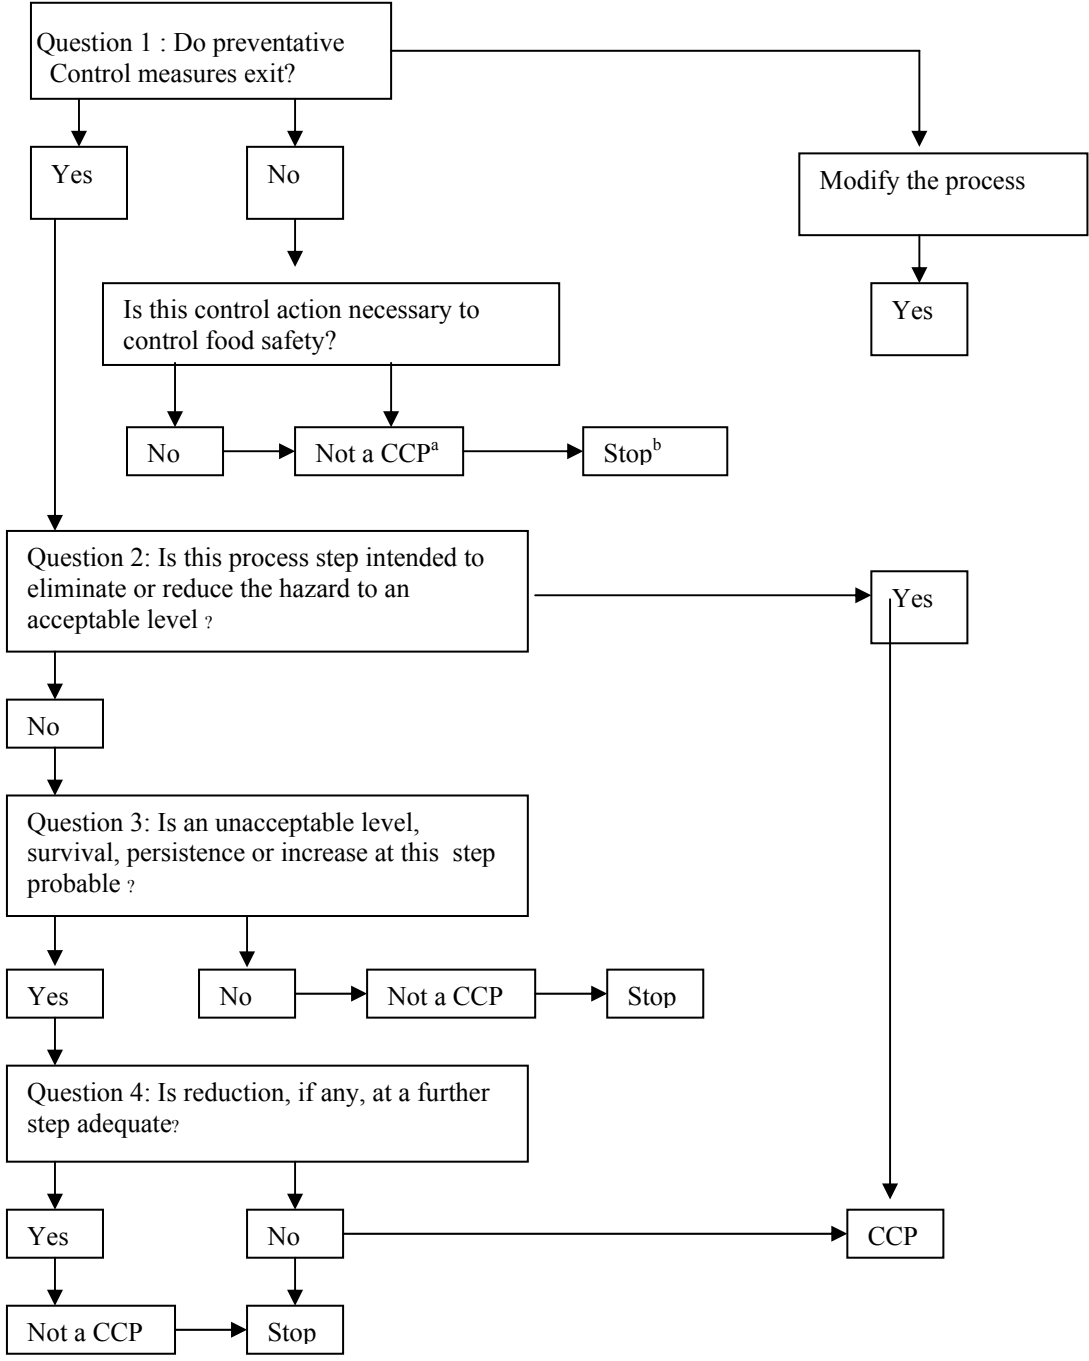 Question 1 : Do preventative
Control measures exit?
Yes
No
Modify the process
Is this control action necessary to
control food safety?
Yes
No
Not a CCPa
Stopb
Question 2: Is this process step intended to
eliminate or reduce the hazard to an
acceptable level ?
Yes
No
Question 3: Is an unacceptable level,
survival, persistence or increase at this step
probable ?
Yes
No
Not a CCP
Stop
Question 4: Is reduction, if any, at a further
step adequate?
Yes
No
CCP
Not a CCP
Stop